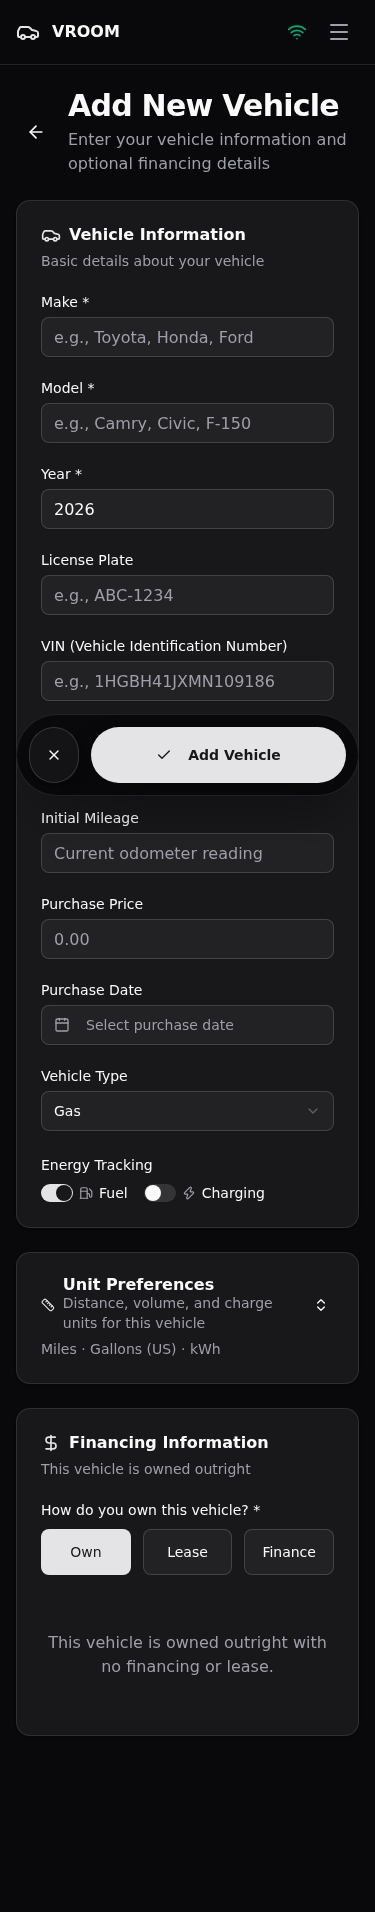 VROOM
Add New Vehicle
Enter your vehicle information and
optional financing details
Vehicle Information
Basic details about your vehicle
Make *
e.g., Toyota, Honda, Ford
Model *
e.g., Camry, Civic, F-150
Year *
2026
License Plate
e.g., ABC-1234
VIN (Vehicle Identification Number)
e.g., 1HGBH41JXMN109186
Add Vehicle
Initial Mileage
Current odometer reading
Purchase Price
0.00
Purchase Date
Select purchase date
Vehicle Type
Gas
Energy Tracking
Fuel Charging
Unit Preferences
Distance, volume, and charge
units for this vehicle
Miles · Gallons (US) · kWh
Financing Information
This vehicle is owned outright
How do you own this vehicle? *
Own Lease Finance
This vehicle is owned outright with
no financing or lease.